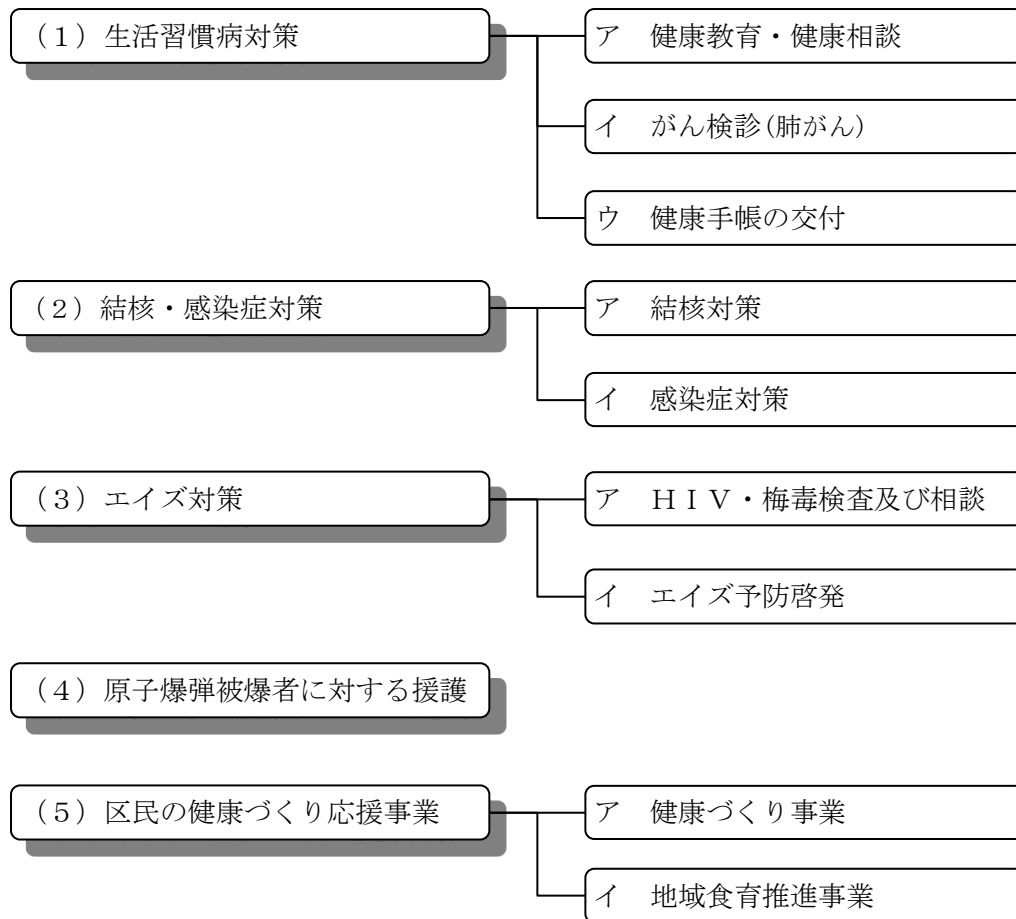 （１）生活習慣病対策
ア　健康教育・健康相談
イ　がん検診(肺がん)
ウ　健康手帳の交付
（２）結核・感染症対策
ア　結核対策
イ　感染症対策
（３）エイズ対策
ア　ＨＩＶ・梅毒検査及び相談
イ　エイズ予防啓発
（４）原子爆弾被爆者に対する援護
（５）区民の健康づくり応援事業
ア　健康づくり事業
イ　地域食育推進事業